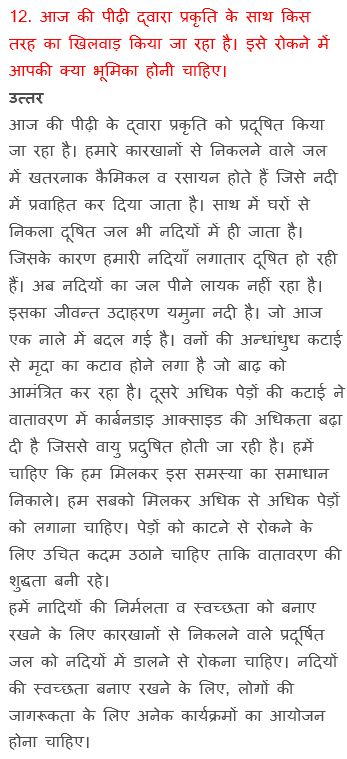 12. आज की पीढ़ी द्वारा प्रकृति के साथ किस
तरह का खिलवाड़ किया जा रहा है। इसे रोकने में
आपकी क्या भूमिका होनी चाहिए।
उत्तर
आज की पीढ़ी के द्वारा प्रकृति को प्रदूषित किया
जा रहा है। हमारे कारखानों से निकलने वाले जल
में खतरनाक कैमिकल व रसायन होते हैं जिसे नदी
में प्रवाहित कर दिया जाता है। साथ में घरों से
निकला दूषित जल भी नदियों में ही जाता है।
जिसके कारण हमारी नदियाँ लगातार दूषित हो रही
हैं। अब नदियों का जल पीने लायक नहीं रहा है।
इसका जीवन्त उदाहरण यमुना नदी है। जो आज
एक नाले में बदल गई है। वनों की अन्धांधुध कटाई
से मृदा का कटाव होने लगा है जो बाढ़ को
आमंत्रित कर रहा है। दूसरे अधिक पेड़ों की कटाई ने
वातावरण में कार्बनडाइ आक्साइड की अधिकता बढ़ा
दी है जिससे वायु प्रदुषित होती जा रही है। हमें
चाहिए कि हम मिलकर इस समस्या का समाधान
निकाले। हम सबको मिलकर अधिक से अधिक पेड़ों
को लगाना चाहिए। पेड़ों को काटने से रोकने के
लिए उचित कदम उठाने चाहिए ताकि वातावरण की
शुद्धता बनी रहे।
हमें नादियों की निर्मलता व स्वच्छता को बनाए
रखने के लिए कारखानों से निकलने वाले प्रदूर्षित
जल को नदियों में डालने से रोकना चाहिए। नदियों
की स्वच्छता बनाए रखने के लिए, लोगों की
जागरूकता के लिए अनेक कार्यक्रमों का आयोजन
होना चाहिए।